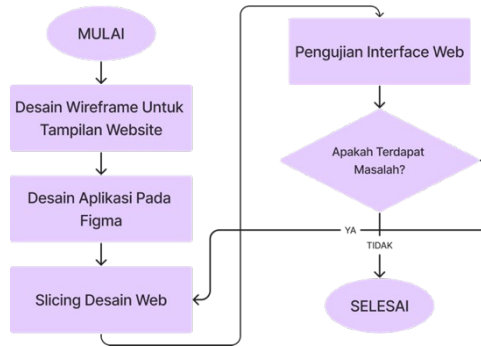 MULAI
Desain Wireframe Untuk
Tampilan Website
Desain Aplikasi Pada
Figma
Slicing Desain Web
Pengujian Interface Web
Apakah Terdapat
Masalah?
YA
TIDAK
SELESAI